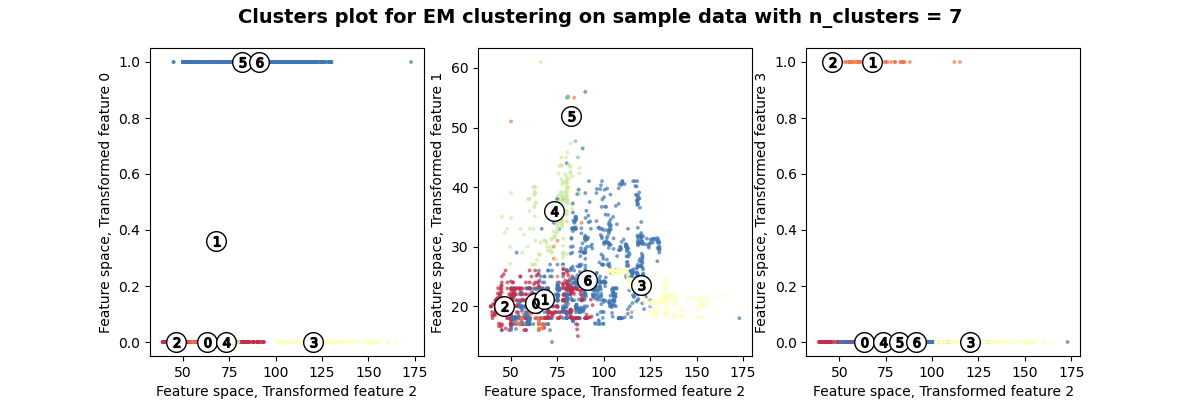 Clusters plot for EM clustering on sample data with n_clusters = 7
Feature space, Transformed feature 0
1.0
0.8
0.6
0.4
0.2
0.0
5 6
1
2 0 4 3
50 75 100 125 150 175
Feature space, Transformed feature 2
Feature space, Transformed feature 1
60
50
40
30
20
5
4
6
3
2 0 1
50 75 100 125 150 175
Feature space, Transformed feature 2
Feature space, Transformed feature 3
1.0
0.8
0.6
0.4
0.2
0.0
2 1
0 4 5 6 3
50 75 100 125 150 175
Feature space, Transformed feature 2